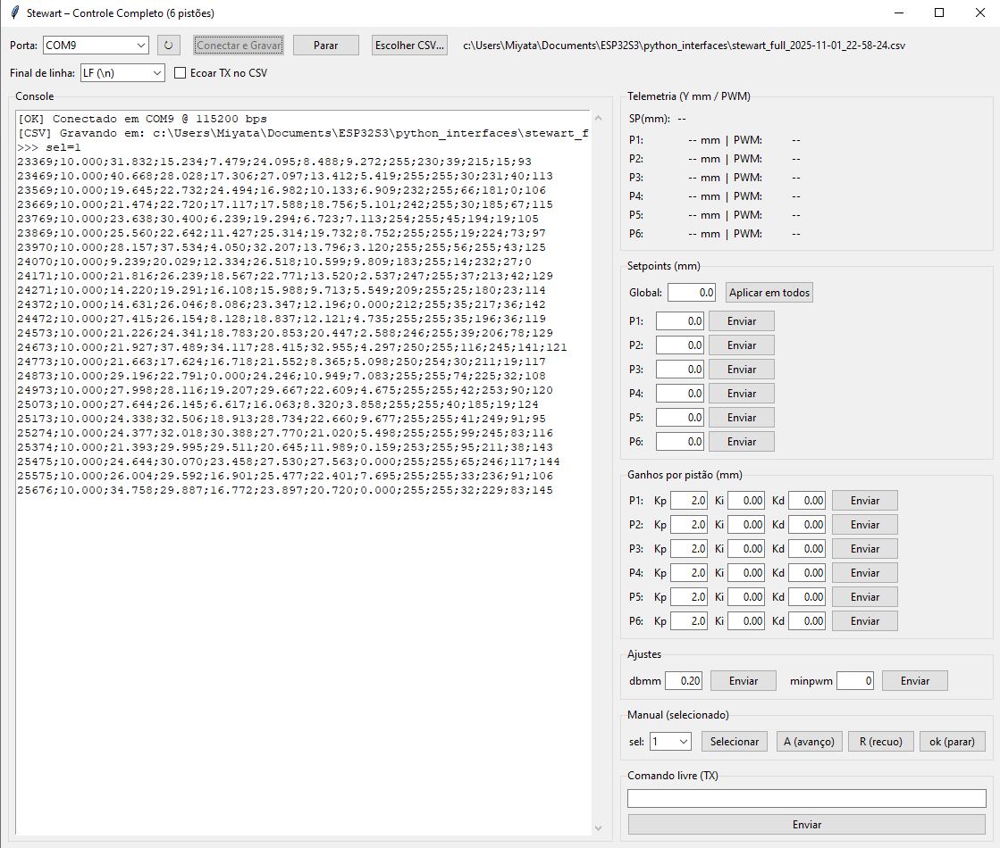 Stewart – Controle Completo (6 pistões)
Porta: COM9 ↻ Conectar e Gravar Parar Escolher CSV... c:\Users\Miyata\Documents\ESP32S3\python_interfaces\stewart_full_2025-11-01_22-58-24.csv
Final de linha: LF (\n) Ecoar TX no CSV
Console
[OK] Conectado em COM9 @ 115200 bps
[CSV] Gravando em: c:\Users\Miyata\Documents\ESP32S3\python_interfaces\stewart_f
>>> sel=1
23369;10.000;31.832;15.234;7.479;24.095;8.488;9.272;255;230;39;215;15;93
23469;10.000;40.668;28.028;17.306;27.097;13.412;5.419;255;255;30;231;40;113
23569;10.000;19.645;22.732;24.494;16.982;10.133;6.909;232;255;66;181;0;106
23669;10.000;21.474;22.720;17.117;17.588;18.756;5.101;242;255;30;185;67;115
23769;10.000;23.638;30.400;6.239;19.294;6.723;7.113;254;255;45;194;19;105
23869;10.000;25.560;22.642;11.427;25.314;19.732;8.752;255;255;19;224;73;97
23970;10.000;28.157;37.534;4.050;32.207;13.796;3.120;255;255;56;255;43;125
24070;10.000;9.239;20.029;12.334;26.518;10.599;9.809;183;255;14;232;27;0
24171;10.000;21.816;26.239;18.567;22.771;13.520;2.537;247;255;37;213;42;129
24271;10.000;14.220;19.291;16.108;15.988;9.713;5.549;209;255;25;180;23;114
24372;10.000;14.631;26.046;8.086;23.347;12.196;0.000;212;255;35;217;36;142
24472;10.000;27.415;26.154;8.128;18.837;12.121;4.735;255;255;35;196;36;119
24573;10.000;21.226;24.341;18.783;20.853;20.447;2.588;246;255;39;206;78;129
24673;10.000;21.927;37.489;34.117;28.415;32.955;4.297;250;255;116;245;141;121
24773;10.000;21.663;17.624;16.718;21.552;8.365;5.098;250;254;30;211;19;117
24873;10.000;29.196;22.791;0.000;24.246;10.949;7.083;255;255;74;225;32;108
24973;10.000;27.998;28.116;19.207;29.667;22.609;4.675;255;255;42;253;90;120
25073;10.000;27.644;26.145;6.617;16.063;8.320;3.858;255;255;40;185;19;124
25173;10.000;24.338;32.506;18.913;28.734;22.660;9.677;255;255;41;249;91;95
25274;10.000;24.377;32.018;30.388;27.770;21.020;5.498;255;255;99;245;83;116
25374;10.000;21.393;29.995;29.511;20.645;11.989;0.159;253;255;95;211;38;143
25475;10.000;24.644;30.070;23.458;27.530;27.563;0.000;255;255;65;246;117;144
25575;10.000;26.004;29.592;16.901;25.477;22.401;7.695;255;255;33;236;91;106
25676;10.000;34.758;29.887;16.772;23.897;20.720;0.000;255;255;32;229;83;145
Telemetria (Y mm / PWM)
SP(mm): --
P1: -- mm | PWM: --
P2: -- mm | PWM: --
P3: -- mm | PWM: --
P4: -- mm | PWM: --
P5: -- mm | PWM: --
P6: -- mm | PWM: --
Setpoints (mm)
Global: 0.0 Aplicar em todos
P1: 0.0 Enviar
P2: 0.0 Enviar
P3: 0.0 Enviar
P4: 0.0 Enviar
P5: 0.0 Enviar
P6: 0.0 Enviar
Ganhos por pistão (mm)
P1: Kp 2.0 Ki 0.00 Kd 0.00 Enviar
P2: Kp 2.0 Ki 0.00 Kd 0.00 Enviar
P3: Kp 2.0 Ki 0.00 Kd 0.00 Enviar
P4: Kp 2.0 Ki 0.00 Kd 0.00 Enviar
P5: Kp 2.0 Ki 0.00 Kd 0.00 Enviar
P6: Kp 2.0 Ki 0.00 Kd 0.00 Enviar
Ajustes
dbmm 0.20 Enviar minpwm 0 Enviar
Manual (selecionado)
sel: 1 Selecionar A (avanço) R (recuo) ok (parar)
Comando livre (TX)
Enviar